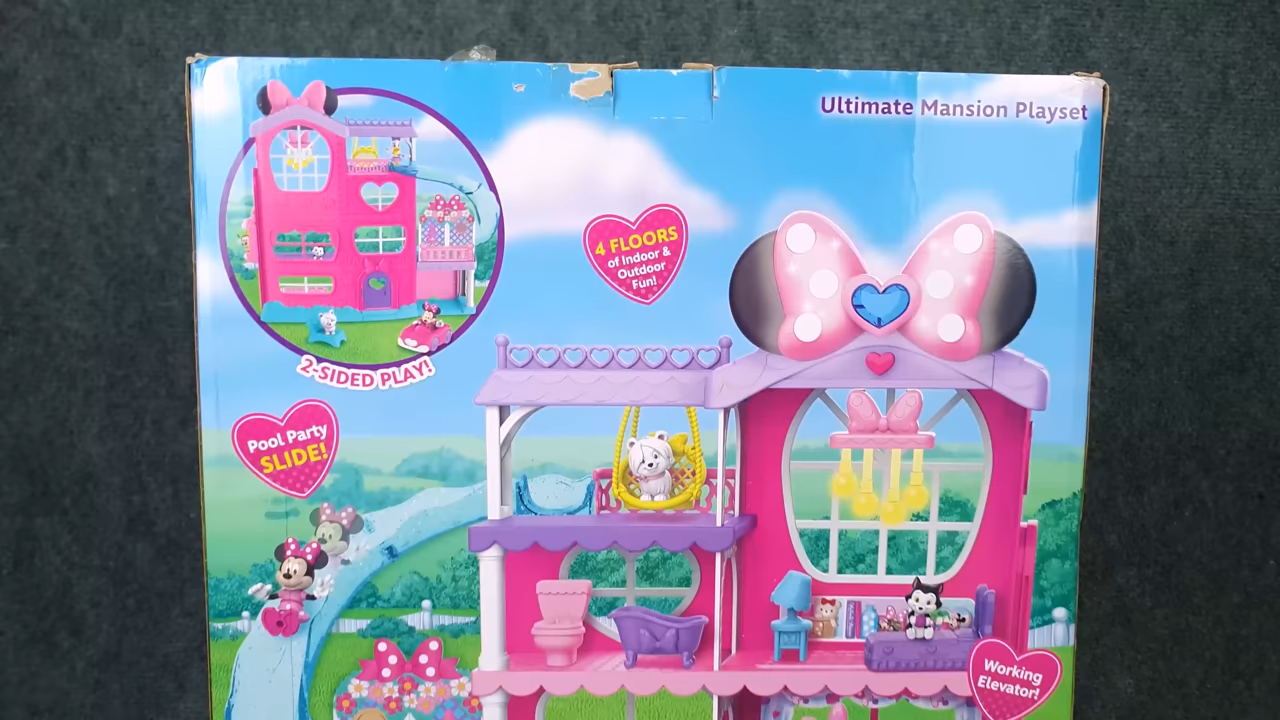 Ultimate Mansion Playset
4 FLOORS
of Indoor &
Outdoor
Fun!
2-SIDED PLAY!
Pool Party
SLIDE!
Working
Elevator!